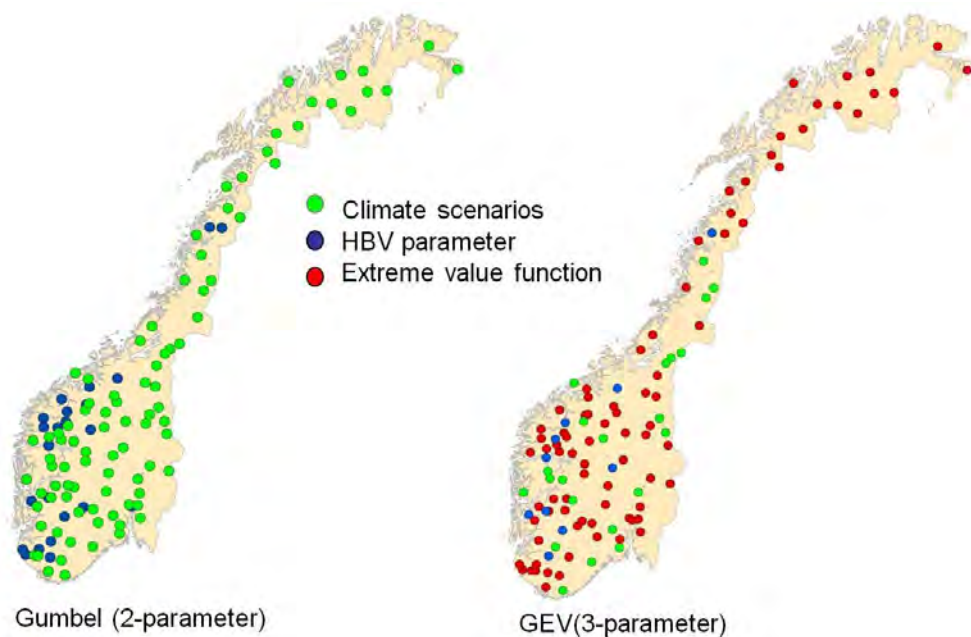 Climate scenarios
HBV parameter
Extreme value function
Gumbel (2-parameter)
GEV(3-parameter)